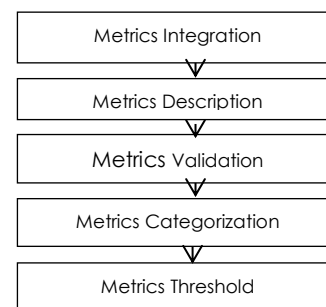 Metrics Integration
Metrics Description
Metrics Validation
Metrics Categorization
Metrics Threshold